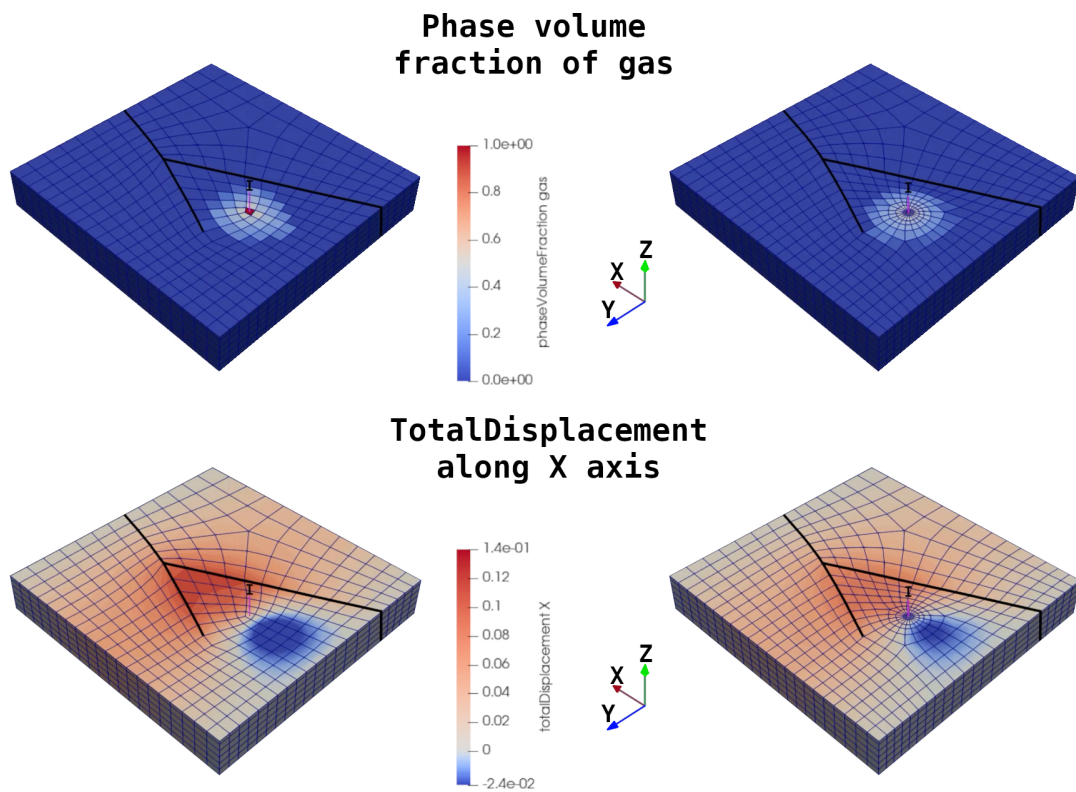 Phase volume
fraction of gas
I
1.0e+00
0.8
0.6
0.4
0.2
0.0e+00
phaseVolumeFraction gas
Z
X
Y
I
TotalDisplacement
along X axis
I
1.4e-01
0.12
0.1
0.08
0.06
0.04
0.02
0
-2.4e-02
totalDisplacement X
Z
X
Y
I